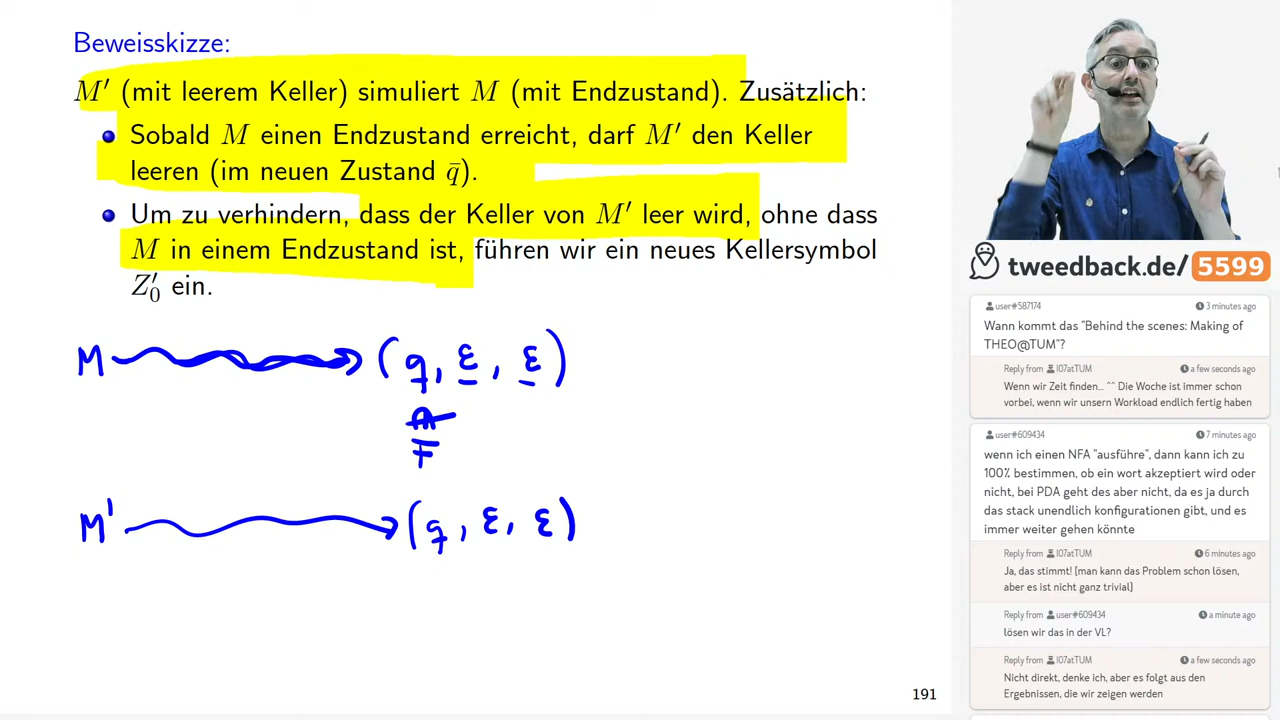 Beweisskizze:
M′ (mit leerem Keller) simuliert M (mit Endzustand). Zusätzlich:
Sobald M einen Endzustand erreicht, darf M′ den Keller
leeren (im neuen Zustand q̄).
Um zu verhindern, dass der Keller von M′ leer wird, ohne dass
M in einem Endzustand ist, führen wir ein neues Kellersymbol
Z′₀ ein.
M (q, ε, ε)
F
M' (q, ε, ε)
191
tweedback.de/ 5599
user#587174 3 minutes ago
Wann kommt das "Behind the scenes: Making of
THEO@TUM"?
Reply from I07atTUM a few seconds ago
Wenn wir Zeit finden... ^^ Die Woche ist immer schon
vorbei, wenn wir unsern Workload endlich fertig haben
user#609434 7 minutes ago
wenn ich einen NFA "ausführe", dann kann ich zu
100% bestimmen, ob ein wort akzeptiert wird oder
nicht, bei PDA geht des aber nicht, da es ja durch
das stack unendlich konfigurationen gibt, und es
immer weiter gehen könnte
Reply from I07atTUM 6 minutes ago
Ja, das stimmt! (man kann das Problem schon lösen,
aber es ist nicht ganz trivial)
Reply from user#609434 a minute ago
lösen wir das in der VL?
Reply from I07atTUM a few seconds ago
Nicht direkt, denke ich, aber es folgt aus den
Ergebnissen, die wir zeigen werden